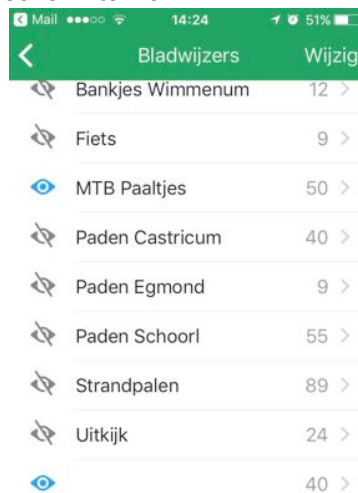 Mail 14:24 51%
Bladwijzers Wijzig
Bankjes Wimmenum 12
Fiets 9
MTB Paaltjes 50
Paden Castricum 40
Paden Egmond 9
Paden Schoorl 55
Strandpalen 89
Uitkijk 24
40